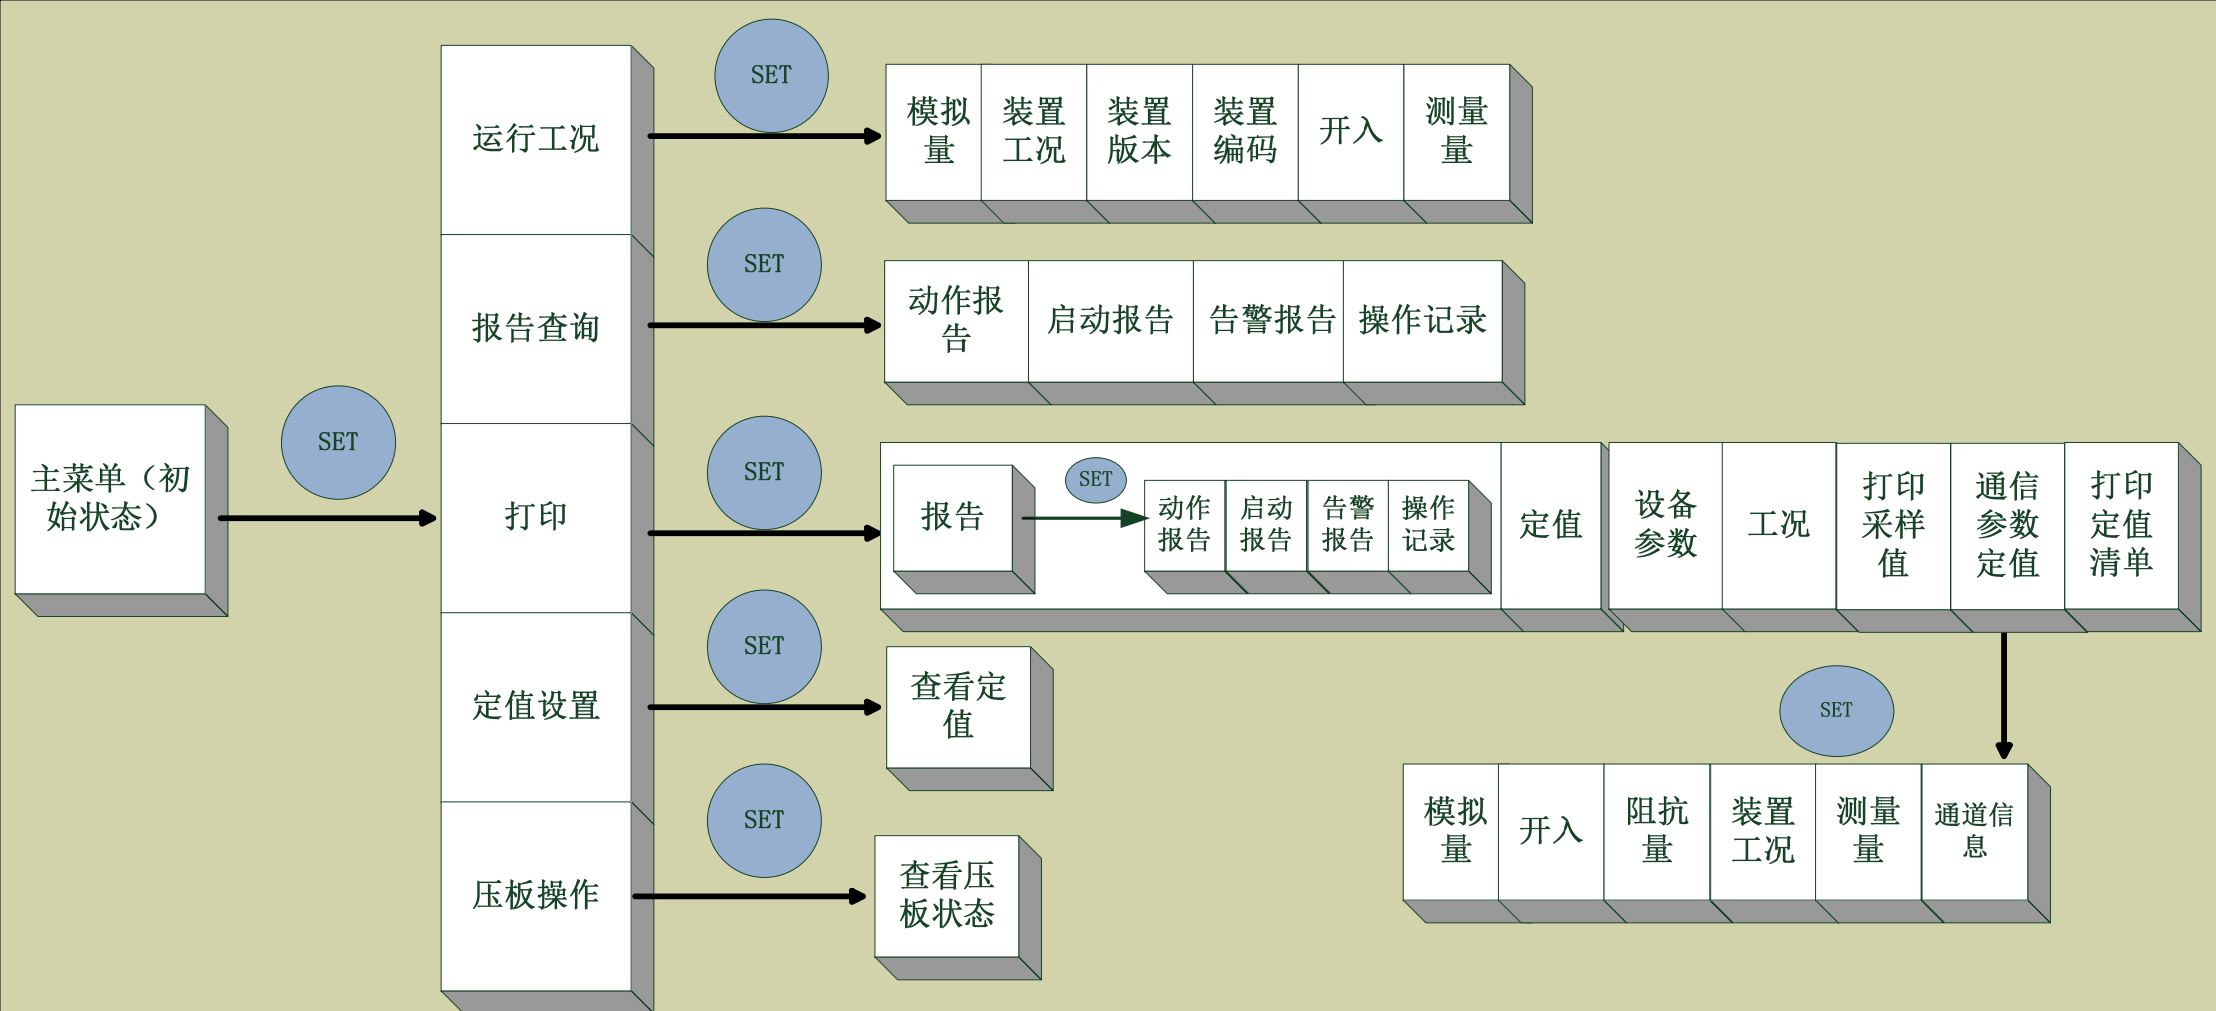 主菜单（初
始状态）
SET
运行工况
报告查询
打印
定值设置
压板操作
SET
模拟
量
装置
工况
装置
版本
装置
编码
开入
测量
量
SET
动作报
告
启动报告
告警报告
操作记录
SET
报告
SET
动作
报告
启动
报告
告警
报告
操作
记录
定值
设备
参数
工况
打印
采样
值
通信
参数
定值
打印
定值
清单
SET
查看定
值
SET
模拟
量
开入
阻抗
量
装置
工况
测量
量
通道信
息
SET
查看压
板状态